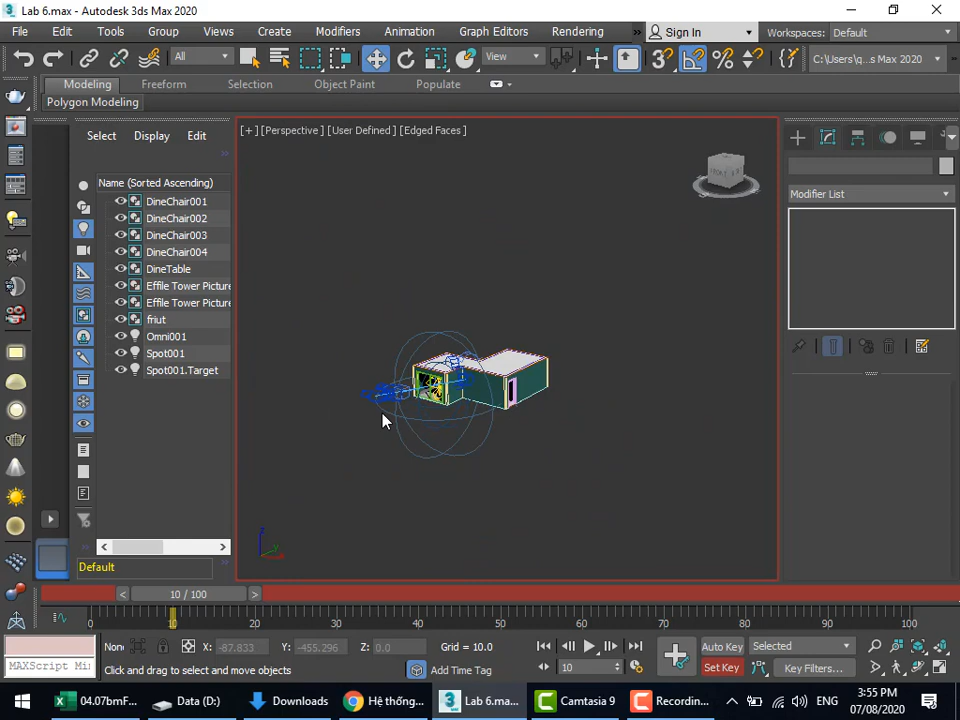 Lab 6.max - Autodesk 3ds Max 2020
File Edit Tools Group Views Create Modifiers Animation Graph Editors Rendering » Sign In Workspaces: Default
All View C:\Users\q...s Max 2020
Modeling Freeform Selection Object Paint Populate
Polygon Modeling
Select Display Edit
Name (Sorted Ascending)
DineChair001
DineChair002
DineChair003
DineChair004
DineTable
Effile Tower Picture
Effile Tower Picture
friut
Omni001
Spot001
Spot001.Target
Default
[+] [Perspective ] [User Defined ] [Edged Faces ]
Modifier List
10 / 100
0 10 20 30 40 50 60 70 80 90 100
None X: -87.833 Y: -455.296 Z: 0.0 Grid = 10.0 Auto Key Selected
MAXScript Mi Click and drag to select and move objects Add Time Tag 10 Set Key Key Filters...
04.07bmF... Data (D:) Downloads Hệ thống... Lab 6.ma... Camtasia 9 Recordin... ENG 3:55 PM
07/08/2020